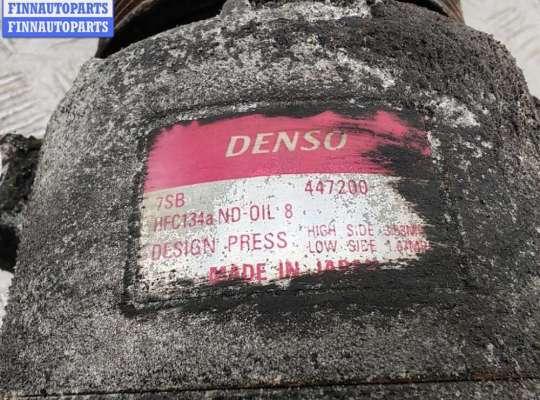 FINNAUTOPARTS
FINNAUTOPARTS
DENSO
7SB 447200
HFC134a ND-OIL 8
DESIGN PRESS HIGH SIDE
LOW SIDE
MADE IN JAPAN